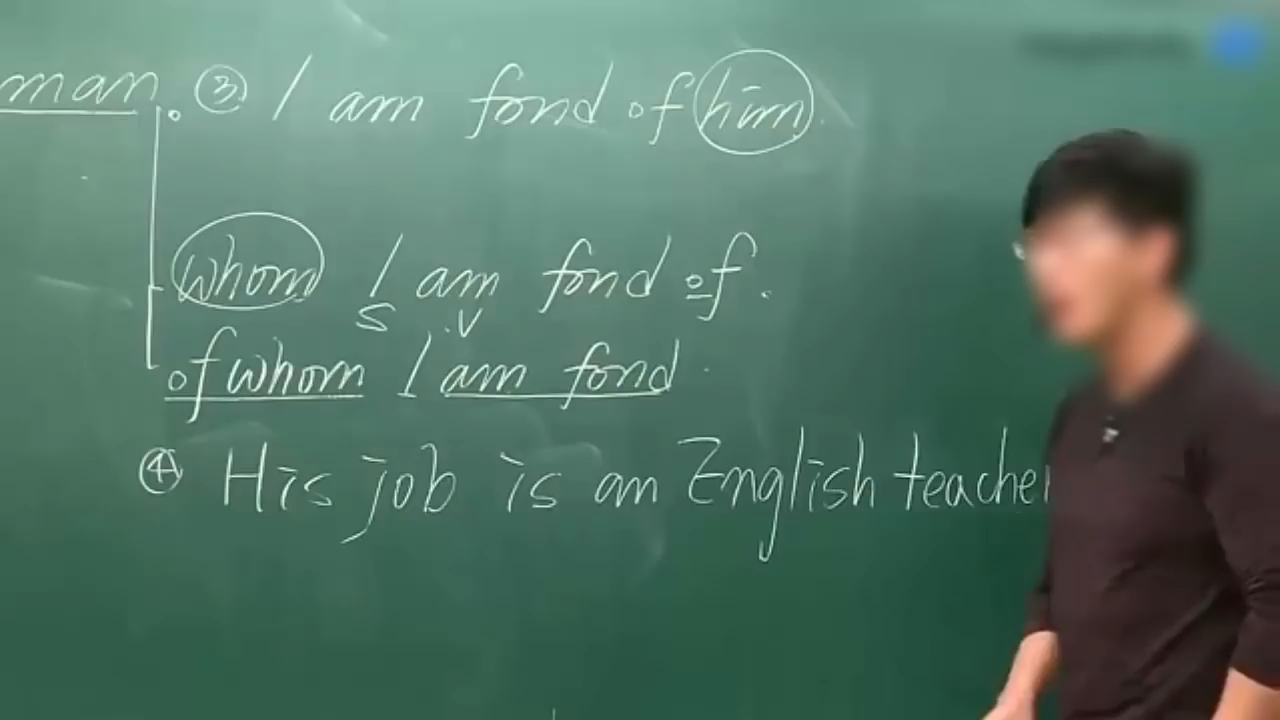 man. ③ I am fond of him.
whom I am fond of.
S V
of whom I am fond.
④ His job is an English teacher